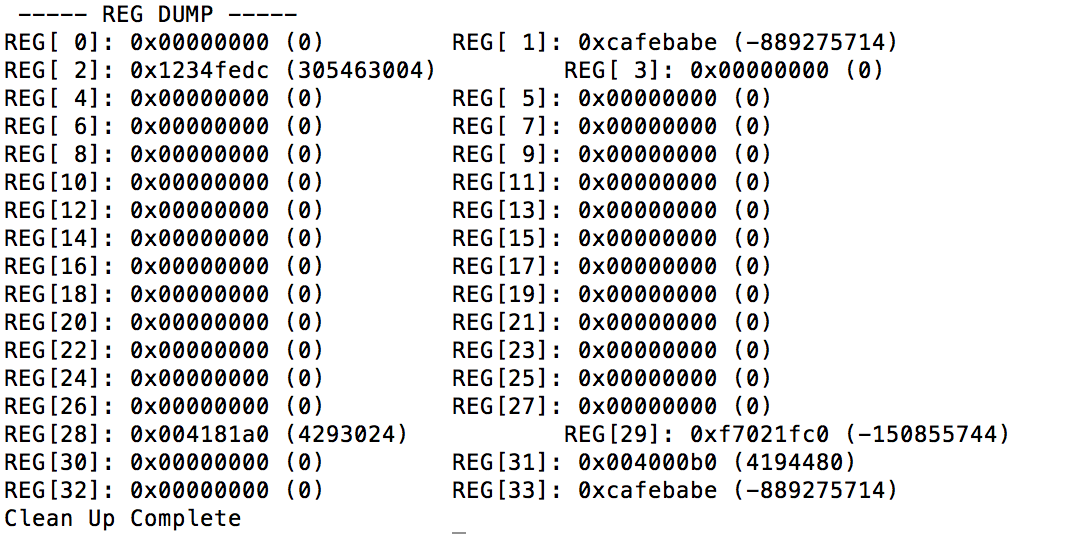 ----- REG DUMP -----
REG[ 0]: 0x00000000 (0) REG[ 1]: 0xcafebabe (-889275714)
REG[ 2]: 0x1234fedc (305463004) REG[ 3]: 0x00000000 (0)
REG[ 4]: 0x00000000 (0) REG[ 5]: 0x00000000 (0)
REG[ 6]: 0x00000000 (0) REG[ 7]: 0x00000000 (0)
REG[ 8]: 0x00000000 (0) REG[ 9]: 0x00000000 (0)
REG[10]: 0x00000000 (0) REG[11]: 0x00000000 (0)
REG[12]: 0x00000000 (0) REG[13]: 0x00000000 (0)
REG[14]: 0x00000000 (0) REG[15]: 0x00000000 (0)
REG[16]: 0x00000000 (0) REG[17]: 0x00000000 (0)
REG[18]: 0x00000000 (0) REG[19]: 0x00000000 (0)
REG[20]: 0x00000000 (0) REG[21]: 0x00000000 (0)
REG[22]: 0x00000000 (0) REG[23]: 0x00000000 (0)
REG[24]: 0x00000000 (0) REG[25]: 0x00000000 (0)
REG[26]: 0x00000000 (0) REG[27]: 0x00000000 (0)
REG[28]: 0x004181a0 (4293024) REG[29]: 0xf7021fc0 (-150855744)
REG[30]: 0x00000000 (0) REG[31]: 0x004000b0 (4194480)
REG[32]: 0x00000000 (0) REG[33]: 0xcafebabe (-889275714)
Clean Up Complete